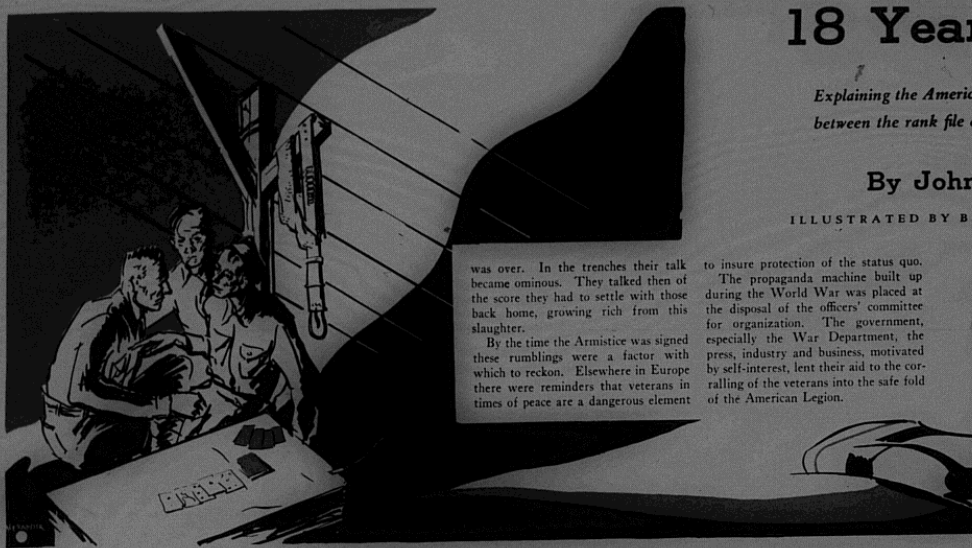 18 Year
Explaining the Americ
between the rank file
By John
ILLUSTRATED BY B
was over. In the trenches their talk
became ominous. They talked then of
the score they had to settle with those
back home, growing rich from this
slaughter.
By the time the Armistice was signed
these rumblings were a factor with
which to reckon. Elsewhere in Europe
there were reminders that veterans in
times of peace are a dangerous element
to insure protection of the status quo.
The propaganda machine built up
during the World War was placed at
the disposal of the officers' committee
for organization. The government,
especially the War Department, the
press, industry and business, motivated
by self-interest, lent their aid to the cor-
ralling of the veterans into the safe fold
of the American Legion.